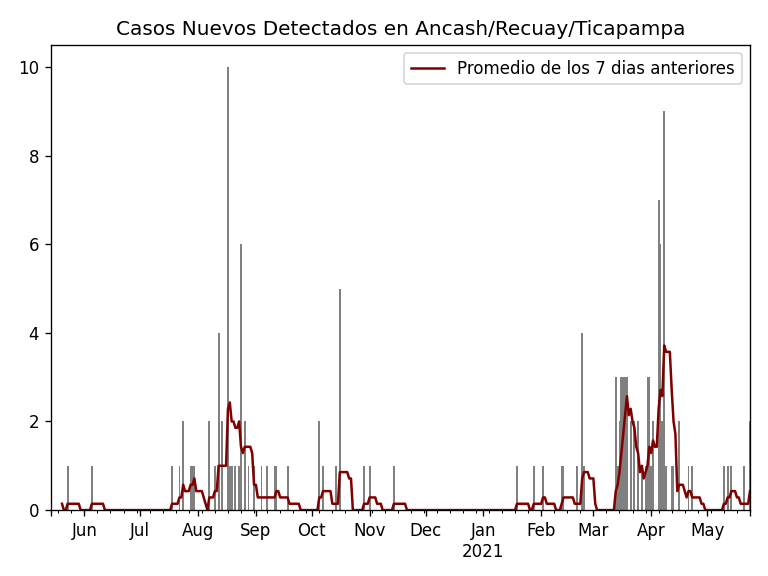 Casos Nuevos Detectados en Ancash/Recuay/Ticapampa
Promedio de los 7 dias anteriores
10
8
6
4
2
0
Jun Jul Aug Sep Oct Nov Dec Jan Feb Mar Apr May
2021